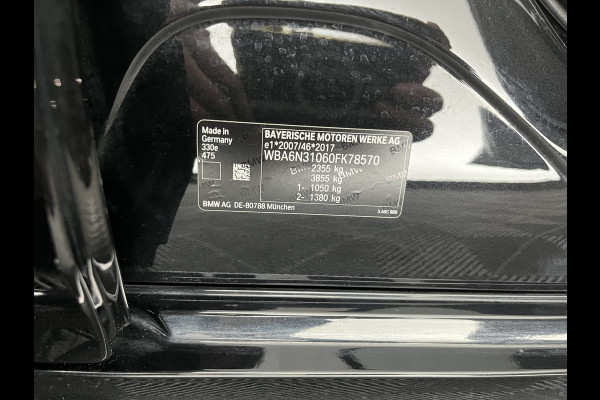 Made in
Germany
330e
475
BAYERISCHE MOTOREN WERKE AG
e1*2007/46*2017
WBA6N31060FK78570
2355 kg
3855 kg
1- 1050 kg
2- 1380 kg
BMW AG DE-80788 München